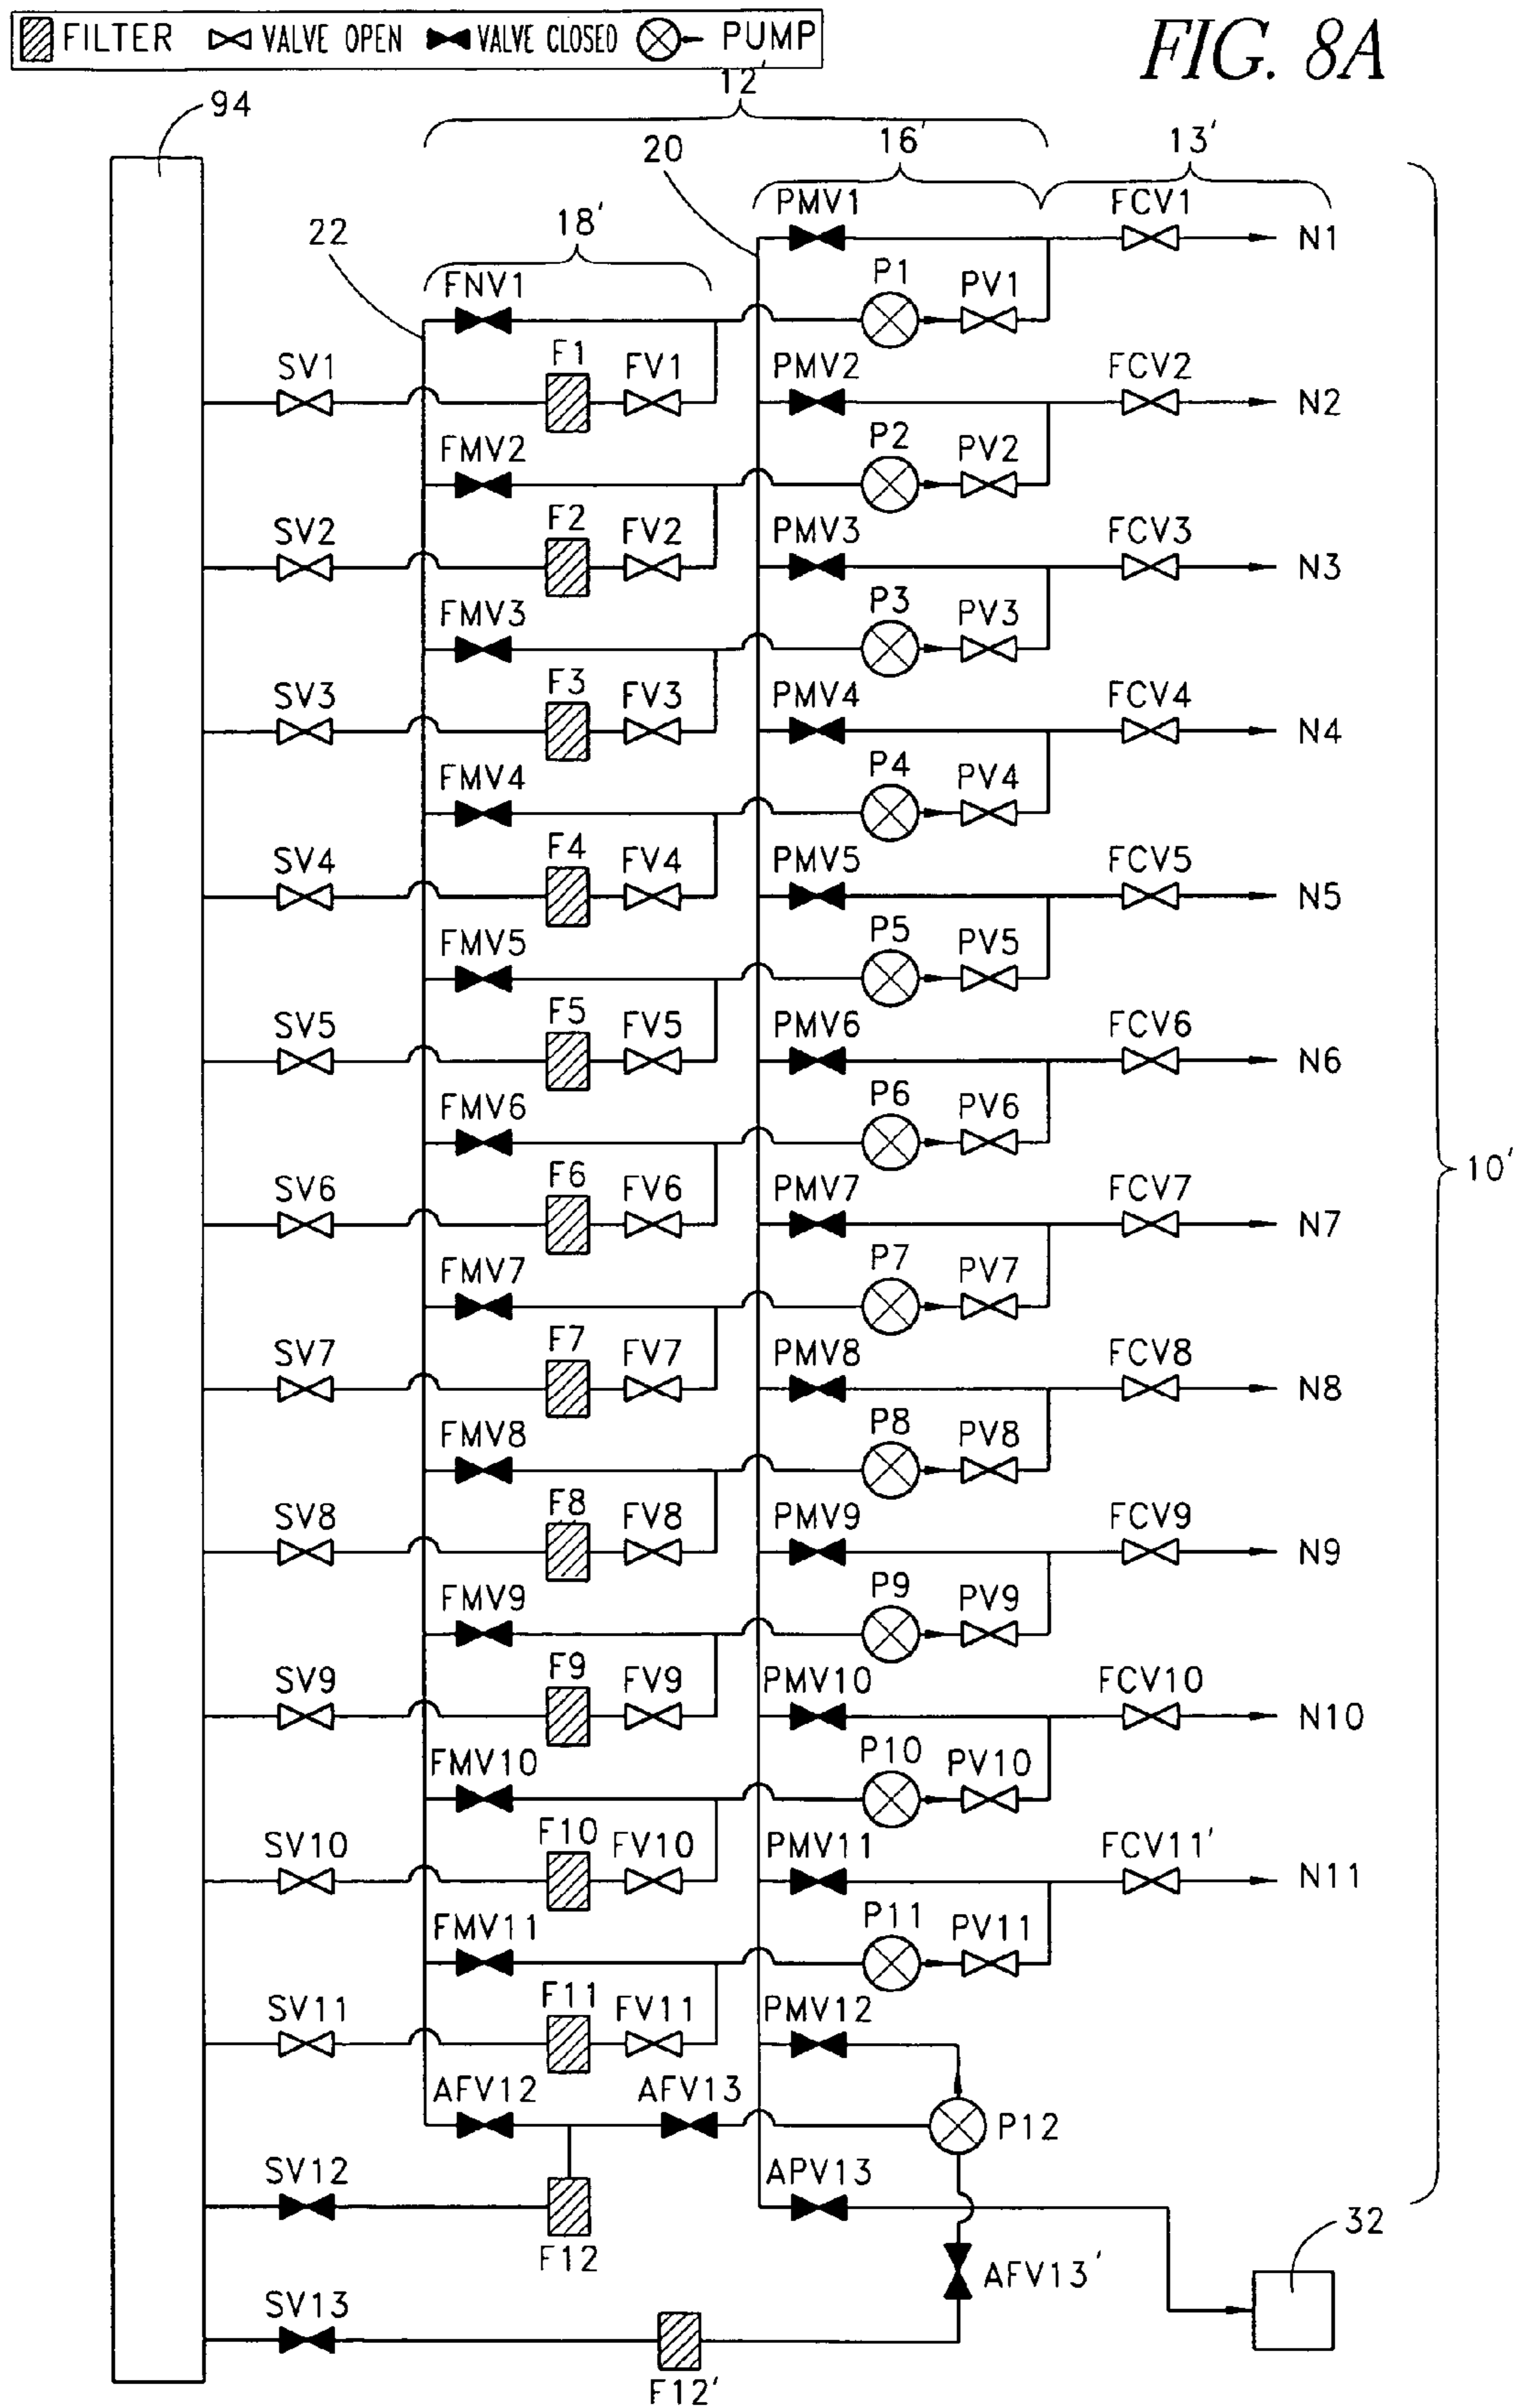 FILTER VALVE OPEN VALVE CLOSED PUMP
FIG. 8A
94
12'
20
16'
13'
22
18'
PMV1 FCV1
N1
FNV1
P1 PV1
SV1 F1 FV1 PMV2 FCV2
N2
FMV2 P2 PV2
SV2 F2 FV2 PMV3 FCV3
N3
FMV3 P3 PV3
SV3 F3 FV3 PMV4 FCV4
N4
FMV4 P4 PV4
SV4 F4 FV4 PMV5 FCV5
N5
FMV5 P5 PV5
SV5 F5 FV5 PMV6 FCV6
N6
FMV6 P6 PV6
10'
SV6 F6 FV6 PMV7 FCV7
N7
FMV7 P7 PV7
SV7 F7 FV7 PMV8 FCV8
N8
FMV8 P8 PV8
SV8 F8 FV8 PMV9 FCV9
N9
FMV9 P9 PV9
SV9 F9 FV9 PMV10 FCV10
N10
FMV10 P10 PV10
SV10 F10 FV10 PMV11 FCV11'
N11
FMV11 P11 PV11
SV11 F11 FV11 PMV12
AFV12 AFV13
P12
SV12 APV13
32
F12
AFV13'
SV13
F12'